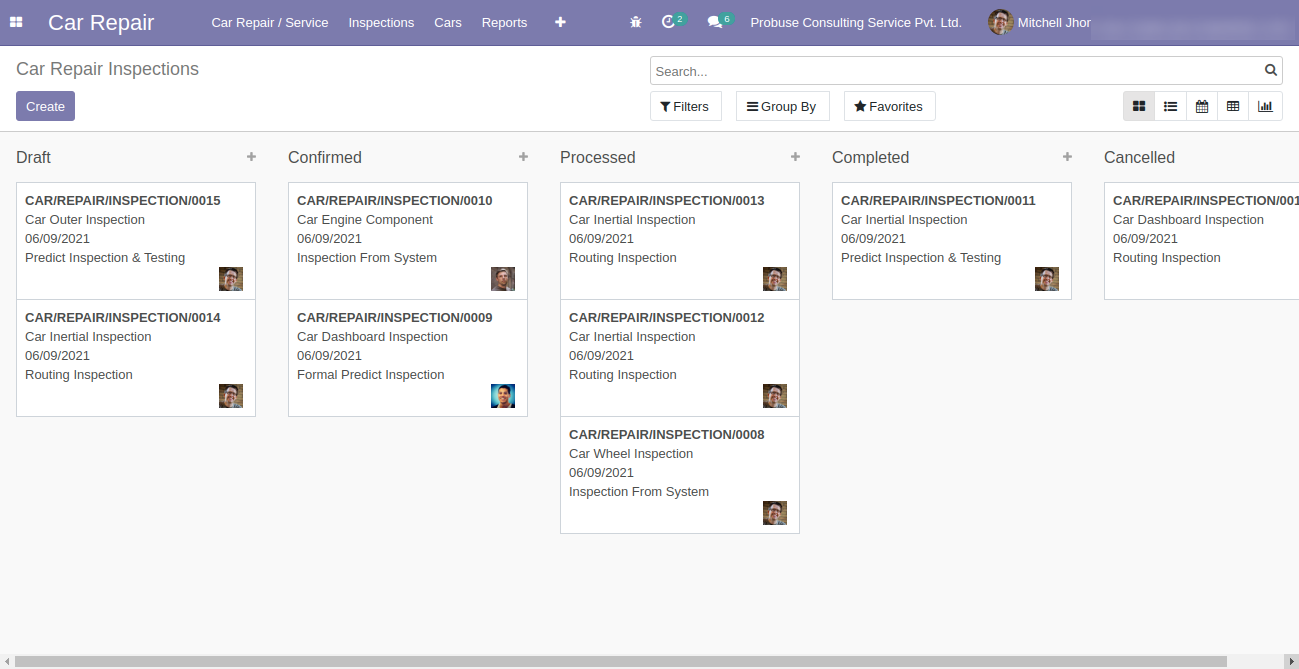 Car Repair
Car Repair / Service
Inspections
Cars
Reports
2
6
Probuse Consulting Service Pvt. Ltd.
Mitchell Jhor
Car Repair Inspections
Search...
Create
Filters
Group By
Favorites
Draft
CAR/REPAIR/INSPECTION/0015
Car Outer Inspection
06/09/2021
Predict Inspection & Testing
CAR/REPAIR/INSPECTION/0014
Car Inertial Inspection
06/09/2021
Routing Inspection
Confirmed
CAR/REPAIR/INSPECTION/0010
Car Engine Component
06/09/2021
Inspection From System
CAR/REPAIR/INSPECTION/0009
Car Dashboard Inspection
06/09/2021
Formal Predict Inspection
Processed
CAR/REPAIR/INSPECTION/0013
Car Inertial Inspection
06/09/2021
Routing Inspection
CAR/REPAIR/INSPECTION/0012
Car Inertial Inspection
06/09/2021
Routing Inspection
CAR/REPAIR/INSPECTION/0008
Car Wheel Inspection
06/09/2021
Inspection From System
Completed
CAR/REPAIR/INSPECTION/0011
Car Inertial Inspection
06/09/2021
Predict Inspection & Testing
Cancelled
CAR/REPAIR/INSPECTION/001
Car Dashboard Inspection
06/09/2021
Routing Inspection